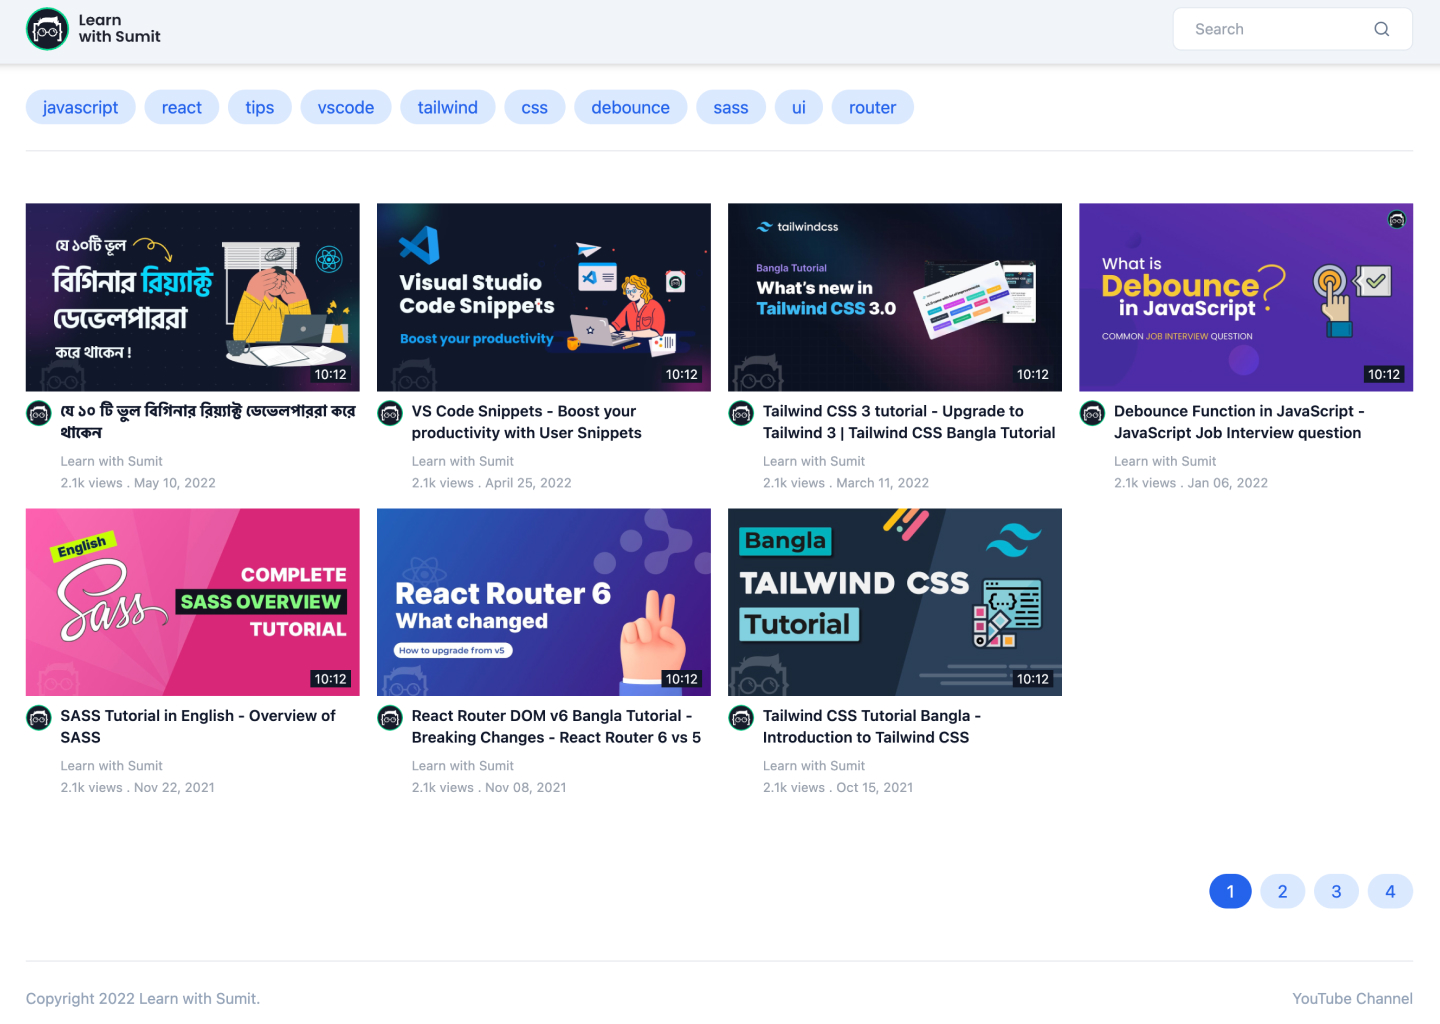 Learn
with Sumit
Search
javascript
react
tips
vscode
tailwind
css
debounce
sass
ui
router
যে ১০টি ভুল
বিগিনার রিয়্যাক্ট
ডেভেলপাররা
করে থাকেন !
10:12
Visual Studio
Code Snippets
Boost your productivity
10:12
tailwindcss
Bangla Tutorial
What's new in
Tailwind CSS 3.0
10:12
What is
Debounce?
in JavaScript
COMMON JOB INTERVIEW QUESTION
10:12
যে ১০ টি ভুল বিগিনার রিয়্যাক্ট ডেভেলপাররা করে
থাকেন
Learn with Sumit
2.1k views . May 10, 2022
VS Code Snippets - Boost your
productivity with User Snippets
Learn with Sumit
2.1k views . April 25, 2022
Tailwind CSS 3 tutorial - Upgrade to
Tailwind 3 | Tailwind CSS Bangla Tutorial
Learn with Sumit
2.1k views . March 11, 2022
Debounce Function in JavaScript -
JavaScript Job Interview question
Learn with Sumit
2.1k views . Jan 06, 2022
English
Sass
COMPLETE
SASS OVERVIEW
TUTORIAL
10:12
React Router 6
What changed
How to upgrade from v5
10:12
Bangla
TAILWIND CSS
Tutorial
10:12
SASS Tutorial in English - Overview of
SASS
Learn with Sumit
2.1k views . Nov 22, 2021
React Router DOM v6 Bangla Tutorial -
Breaking Changes - React Router 6 vs 5
Learn with Sumit
2.1k views . Nov 08, 2021
Tailwind CSS Tutorial Bangla -
Introduction to Tailwind CSS
Learn with Sumit
2.1k views . Oct 15, 2021
1
2
3
4
Copyright 2022 Learn with Sumit.
YouTube Channel